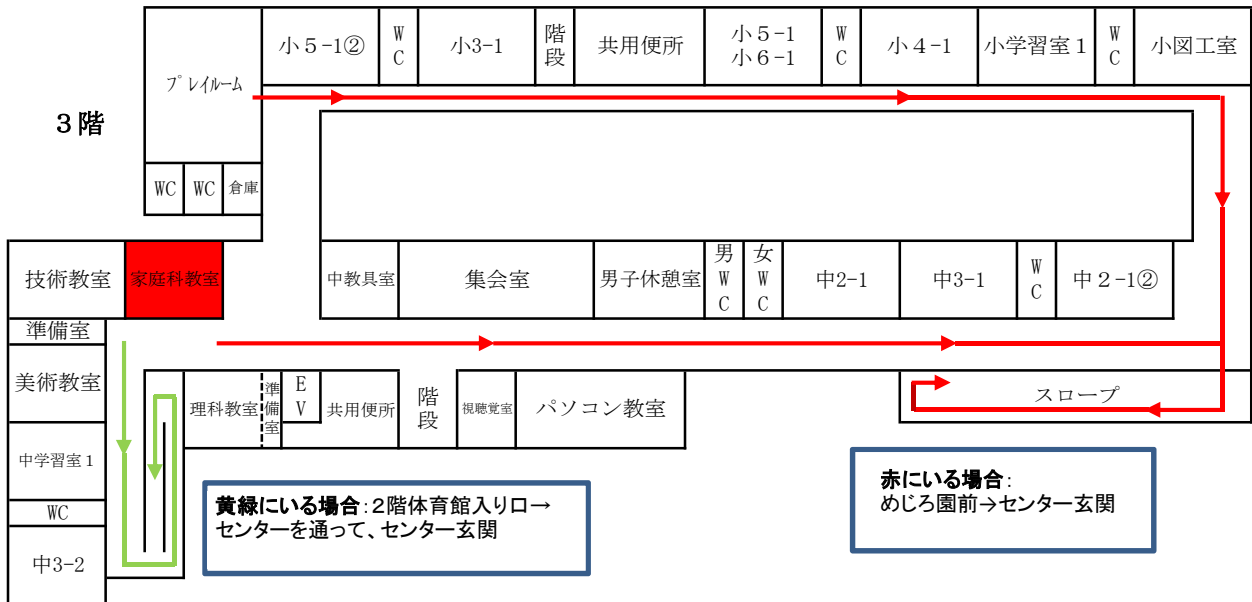 小５-1②
WC
小3-1
階段
共用便所
小５-1
小６-1
WC
小４-1
小学習室１
WC
小図工室
プレイルーム
３階
WC
WC
倉庫
技術教室
家庭科教室
中教具室
集会室
男子休憩室
男WC
女WC
中2-1
中3-1
WC
中２-1②
準備室
美術教室
理科教室
準備室
EV
共用便所
階段
視聴覚室
パソコン教室
スロープ
中学習室１
WC
中3-2
黄緑にいる場合：２階体育館入り口→
センターを通って、センター玄関
赤にいる場合：
めじろ園前→センター玄関